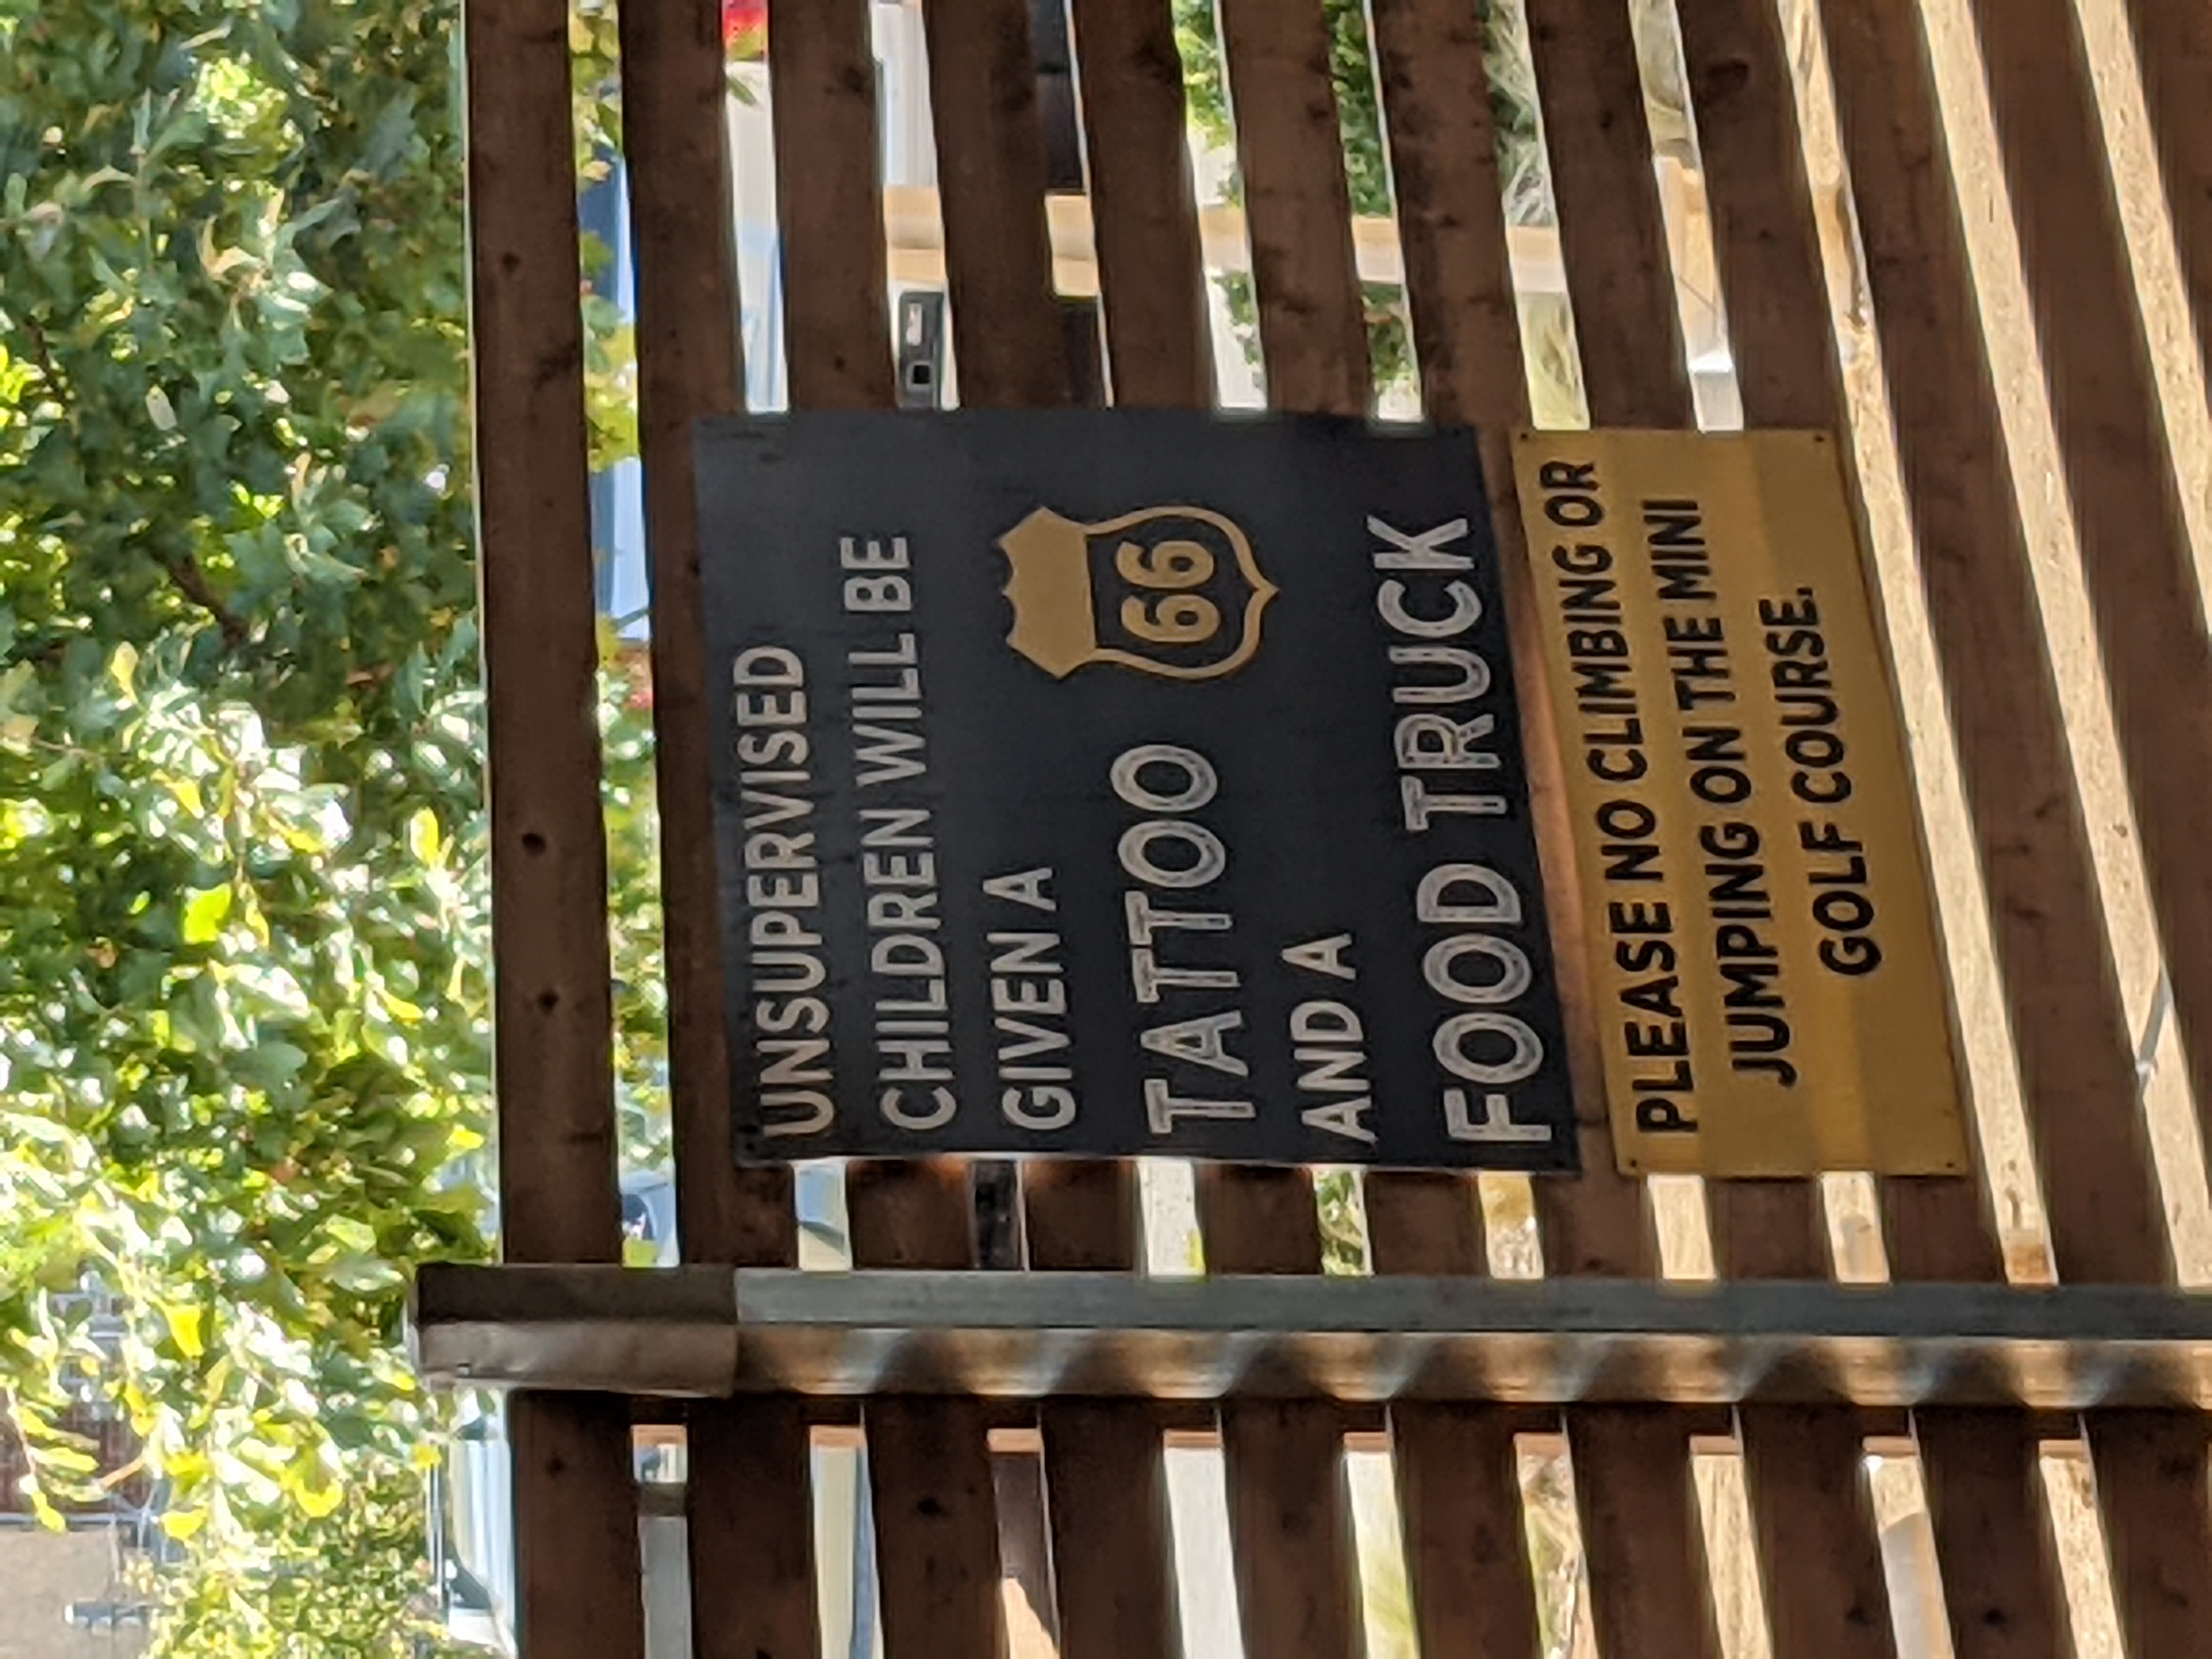 UNSUPERVISED
CHILDREN WILL BE
GIVEN A
TATTOO
66
AND A
FOOD TRUCK
PLEASE NO CLIMBING OR
JUMPING ON THE MINI
GOLF COURSE.